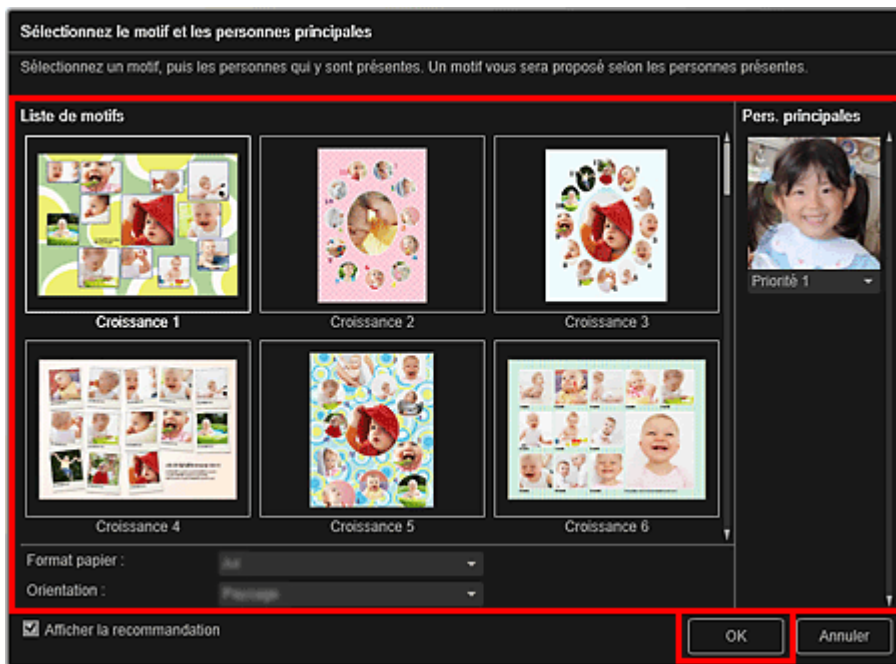 Sélectionnez le motif et les personnes principales
Sélectionnez un motif, puis les personnes qui y sont présentes. Un motif vous sera proposé selon les personnes présentes.
Liste de motifs
Pers. principales
Priorité 1
Croissance 1
Croissance 2
Croissance 3
Croissance 4
Croissance 5
Croissance 6
Format papier :
Orientation :
Paysage
Afficher la recommandation
OK
Annuler